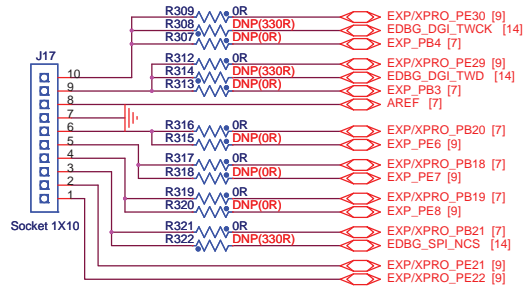 R309 0R EXP/XPRO_PE30 [9]
R308 DNP(330R) EDBG_DGI_TWCK [14]
R307 DNP(0R) EXP_PB4 [7]
J17
R312 0R EXP/XPRO_PE29 [9]
10 R314 DNP(330R) EDBG_DGI_TWD [14]
9 R313 DNP(0R) EXP_PB3 [7]
8 AREF [7]
7
6 R316 0R EXP/XPRO_PB20 [7]
5 R315 DNP(0R) EXP_PE6 [9]
4 R317 0R EXP/XPRO_PB18 [7]
3 R318 DNP(0R) EXP_PE7 [9]
2 R319 0R EXP/XPRO_PB19 [7]
1 R320 DNP(0R) EXP_PE8 [9]
Socket 1X10 R321 0R EXP/XPRO_PB21 [7]
R322 DNP(330R) EDBG_SPI_NCS [14]
EXP/XPRO_PE21 [9]
EXP/XPRO_PE22 [9]